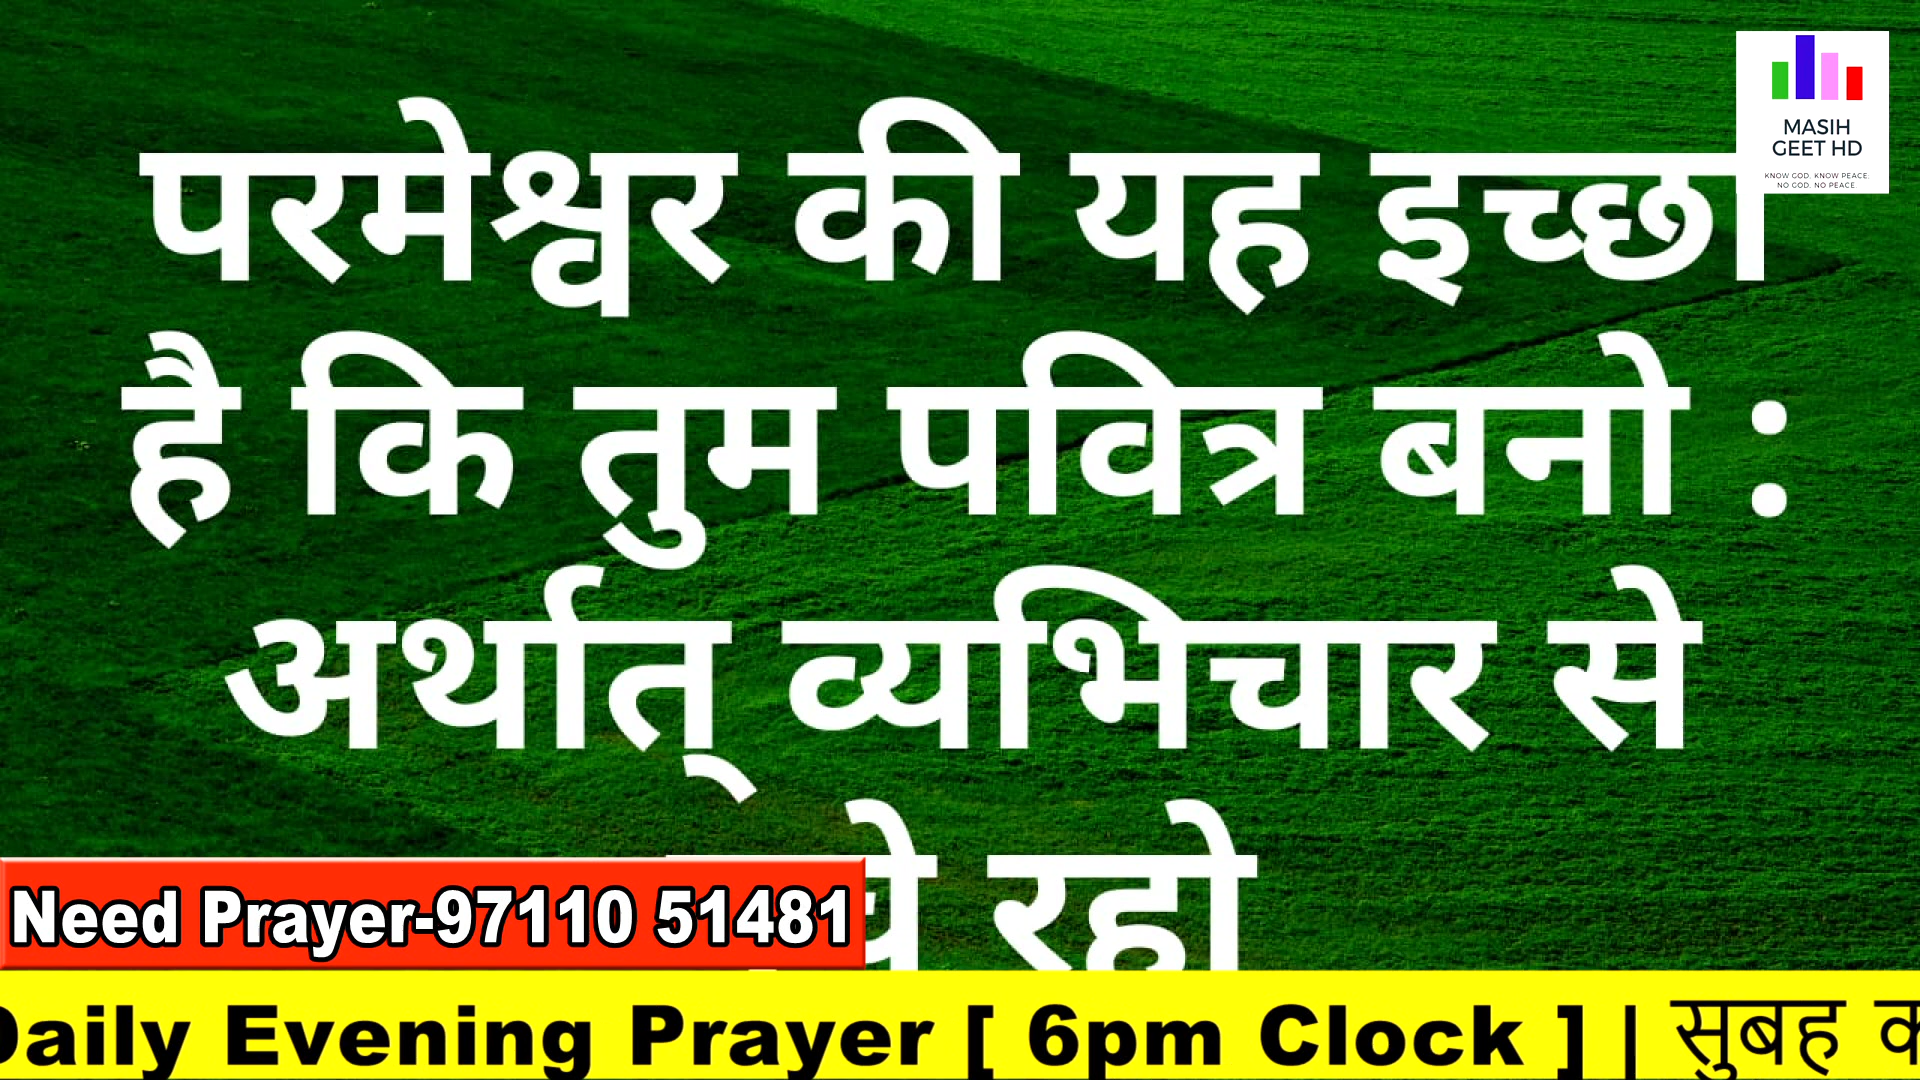 परमेश्वर की यह इच्छा
है कि तुम पवित्र बनो :
अर्थात् व्यभिचार से
रहो
MASIH
GEET HD
KNOW GOD. KNOW PEACE.
NO GOD. NO PEACE.
Need Prayer-97110 51481
Daily Evening Prayer [ 6pm Clock ] | सुबह